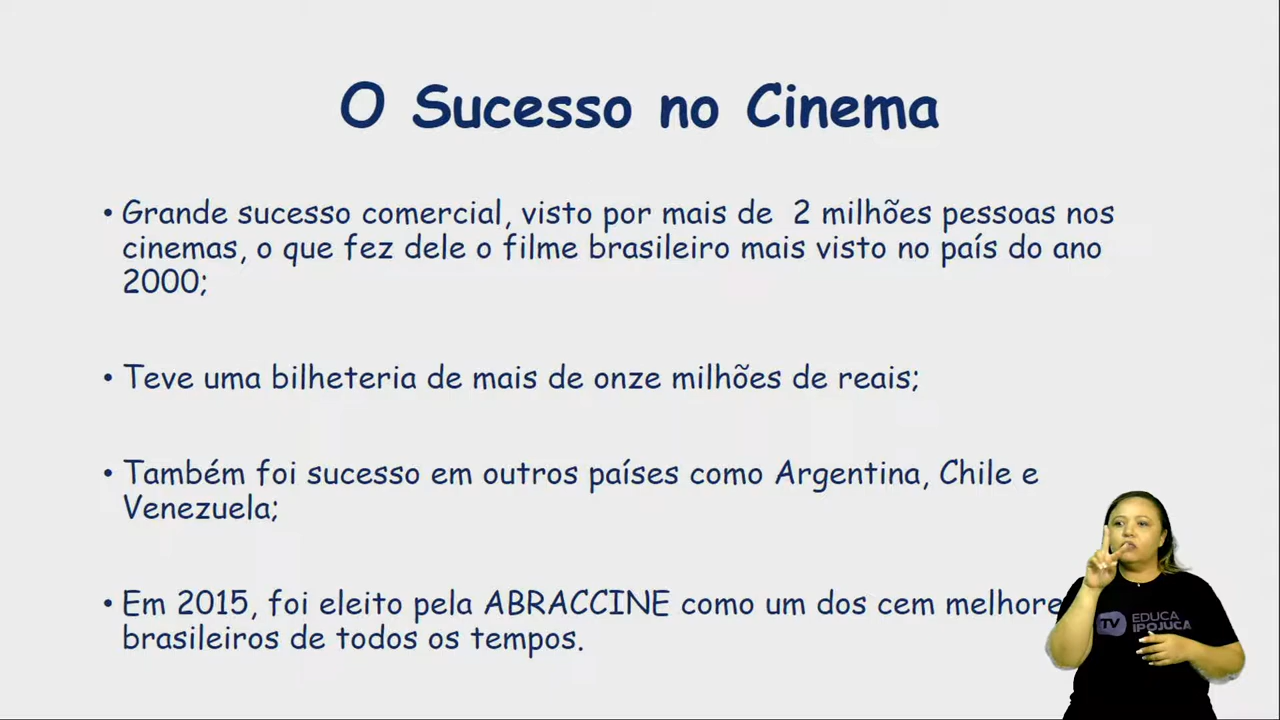 O Sucesso no Cinema
• Grande sucesso comercial, visto por mais de 2 milhões pessoas nos
cinemas, o que fez dele o filme brasileiro mais visto no país do ano
2000;
• Teve uma bilheteria de mais de onze milhões de reais;
• Também foi sucesso em outros países como Argentina, Chile e
Venezuela;
• Em 2015, foi eleito pela ABRACCINE como um dos cem melhore
brasileiros de todos os tempos.
TV EDUCA
IPOJUCA